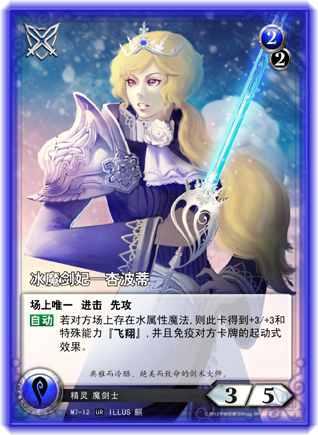 2
2
冰魔剑妃—杏波蒂
场上唯一 进击 先攻
自动 若对方场上存在水属性魔法,则此卡得到+3/+3和
特殊能力『飞翔』,并且免疫对方卡牌的起动式
效果。
典雅而冷酷、绝美而致命的剑术大师。
精灵 魔剑士
3 / 5
M7-12 UR ILLUS 麒